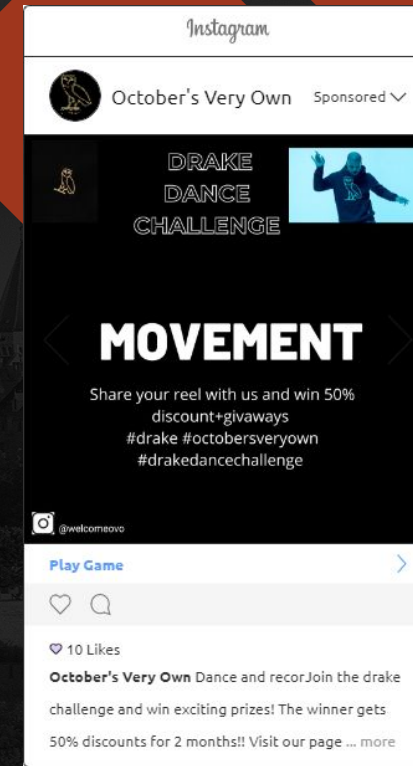 Instagram
October's Very Own Sponsored
DRAKE
DANCE
CHALLENGE
MOVEMENT
Share your reel with us and win 50%
discount+givaways
#drake #octobersveryown
#drakedancechallenge
@welcomeovo
Play Game
10 Likes
October's Very Own Dance and recorJoin the drake
challenge and win exciting prizes! The winner gets
50% discounts for 2 months!! Visit our page ... more